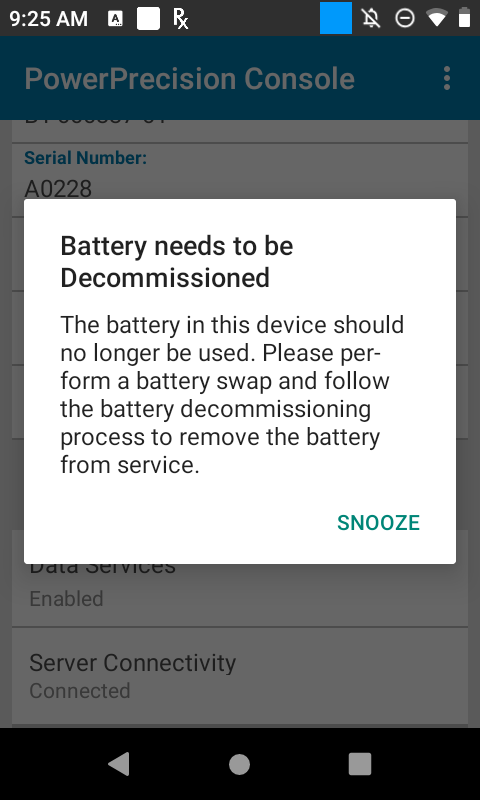 9:25 AM
PowerPrecision Console
Serial Number:
A0228
Battery needs to be
Decommissioned
The battery in this device should
no longer be used. Please per-
form a battery swap and follow
the battery decommissioning
process to remove the battery
from service.
SNOOZE
Data Services
Enabled
Server Connectivity
Connected